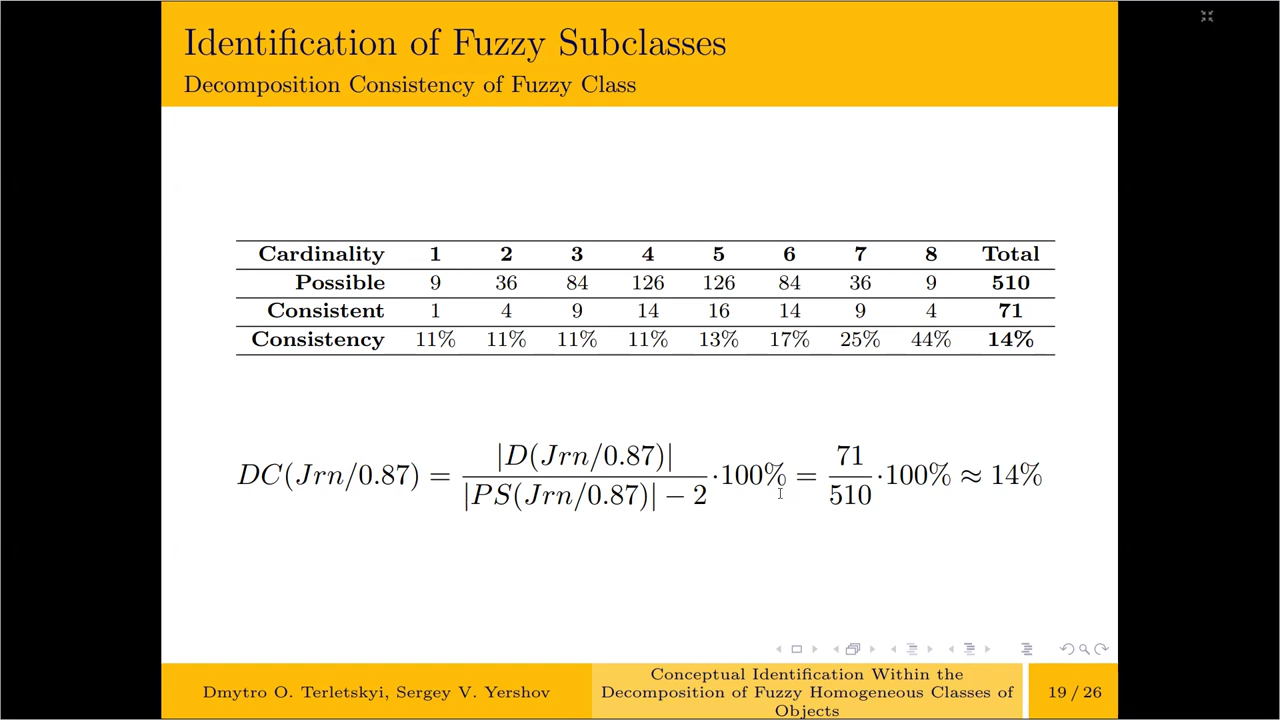 Identification of Fuzzy Subclasses
Decomposition Consistency of Fuzzy Class
Cardinality 1 2 3 4 5 6 7 8 Total
Possible 9 36 84 126 126 84 36 9 510
Consistent 1 4 9 14 16 14 9 4 71
Consistency 11% 11% 11% 11% 13% 17% 25% 44% 14%
DC(Jrn/0.87) = |D(Jrn/0.87)| / |PS(Jrn/0.87)| − 2 ·100% = 71 / 510 ·100% ≈ 14%
Dmytro O. Terletskyi, Sergey V. Yershov
Conceptual Identification Within the
Decomposition of Fuzzy Homogeneous Classes of
Objects
19 / 26